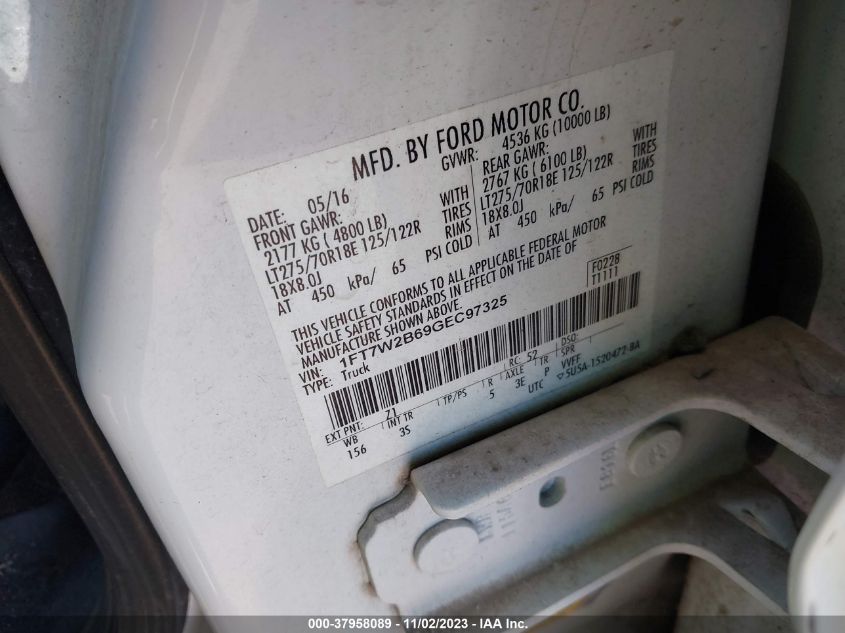 MFD. BY FORD MOTOR CO.
DATE: 05/16 GVWR: 4536 KG (10000 LB)
FRONT GAWR: REAR GAWR:
2177 KG ( 4800 LB) WITH 2767 KG ( 6100 LB) WITH
LT275/70R18E 125/122R TIRES LT275/70R18E 125/122R TIRES
18X8.0J RIMS 18X8.0J RIMS
AT 450 kPa/ 65 PSI COLD AT 450 kPa/ 65 PSI COLD
THIS VEHICLE CONFORMS TO ALL APPLICABLE FEDERAL MOTOR
VEHICLE SAFETY STANDARDS IN EFFECT ON THE DATE OF
MANUFACTURE SHOWN ABOVE.
F0228
T1111
VIN: 1FT7W2B69GEC97325
TYPE: Truck
EXT PNT: Z1 RC: 52 DSO:
WB INT TR TP/PS R AXLE TR SPR
156 3S 5 3E P VVFF
UTC ▽5USA-1520472-BA
000-37958089 - 11/02/2023 - IAA Inc.